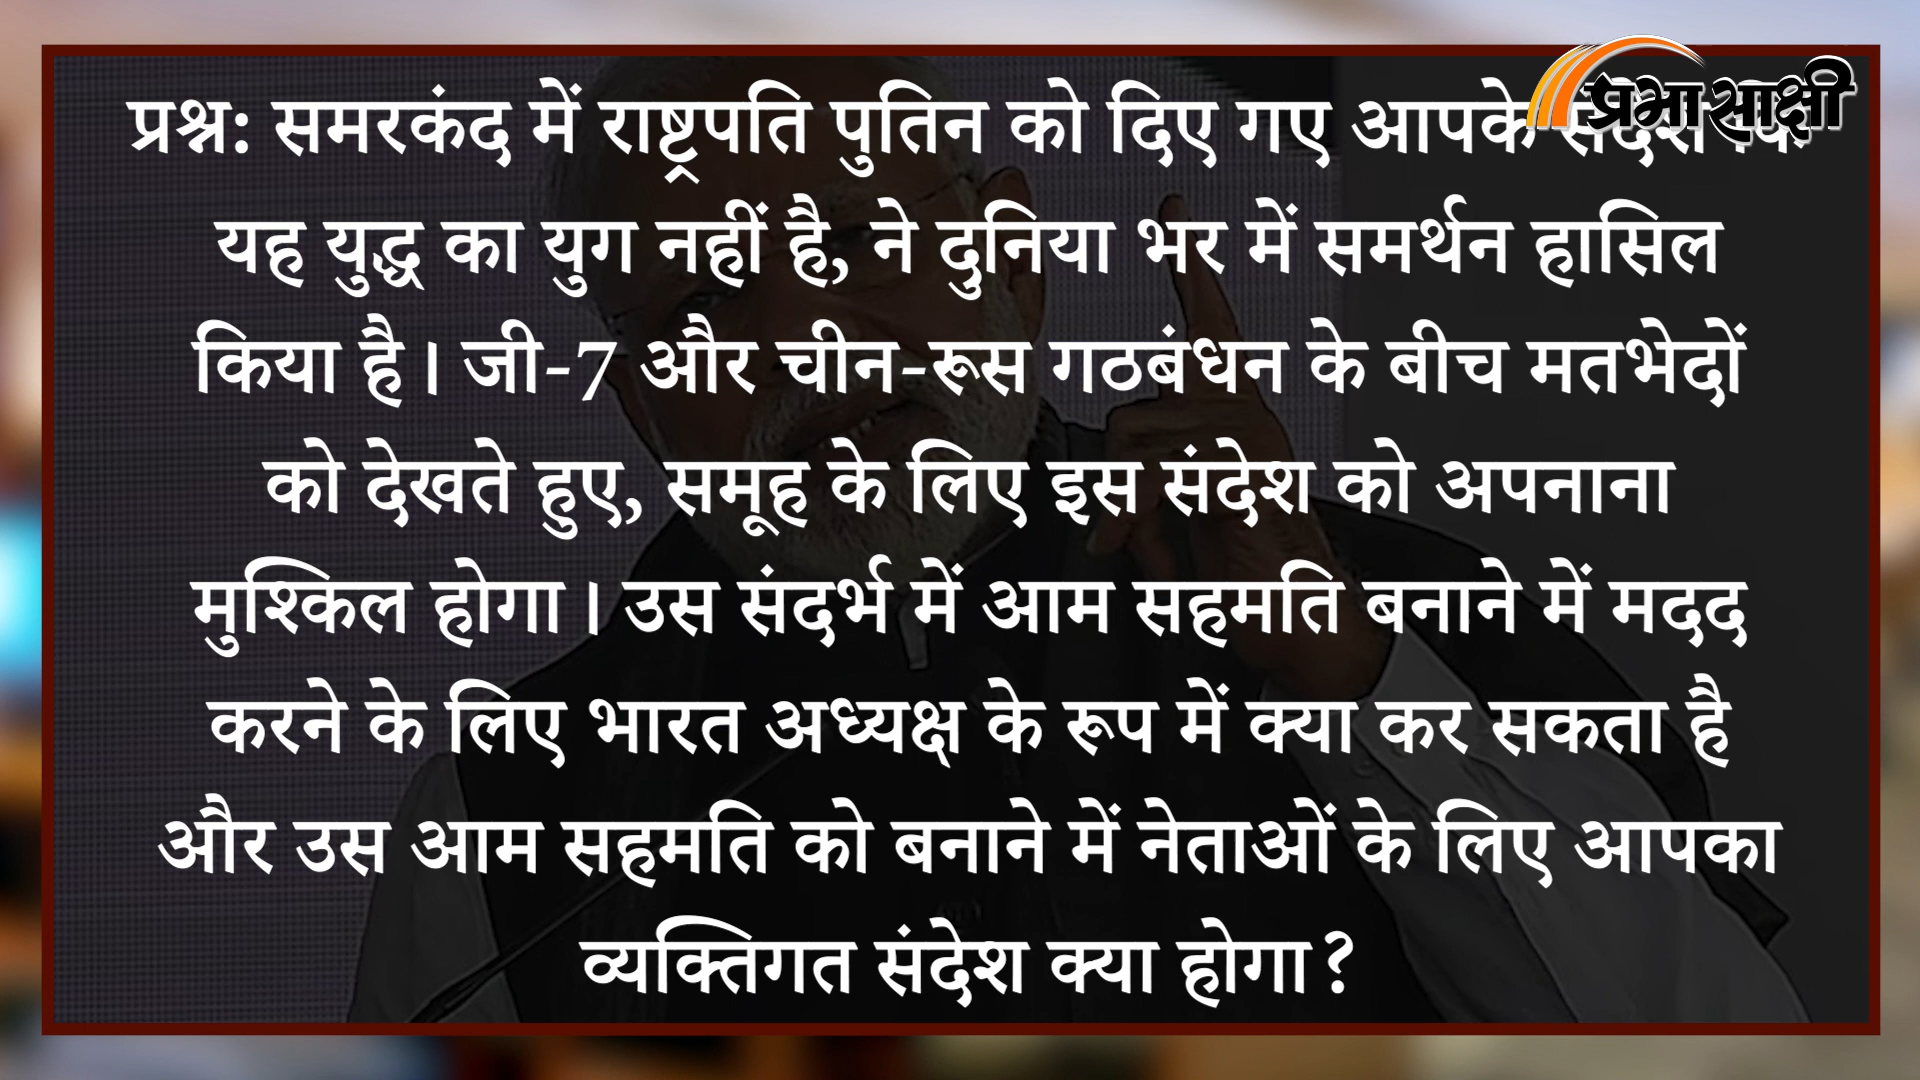 प्रभासाक्षी
प्रश्न: समरकंद में राष्ट्रपति पुतिन को दिए गए आपके संदेश कि
यह युद्ध का युग नहीं है, ने दुनिया भर में समर्थन हासिल
किया है। जी-7 और चीन-रूस गठबंधन के बीच मतभेदों
को देखते हुए, समूह के लिए इस संदेश को अपनाना
मुश्किल होगा। उस संदर्भ में आम सहमति बनाने में मदद
करने के लिए भारत अध्यक्ष के रूप में क्या कर सकता है
और उस आम सहमति को बनाने में नेताओं के लिए आपका
व्यक्तिगत संदेश क्या होगा?